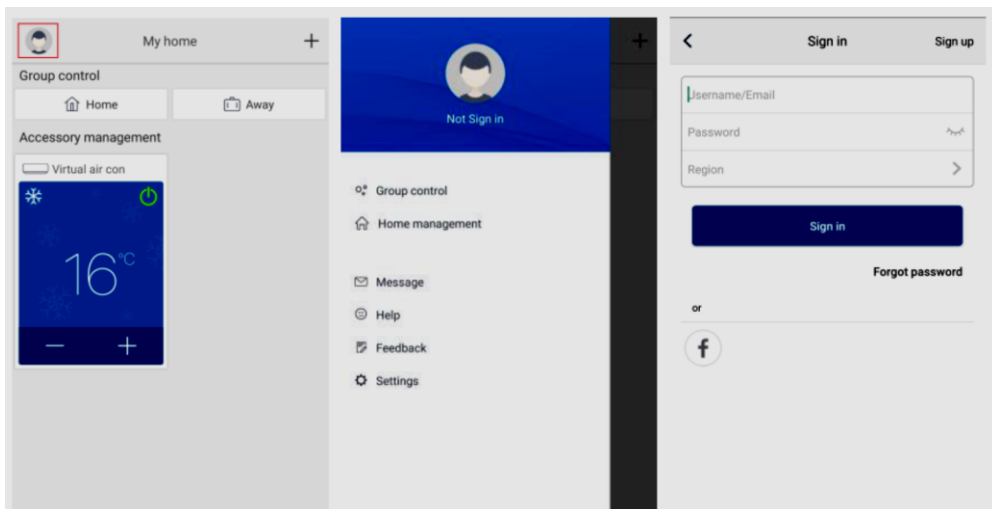 My home
Group control
Home
Away
Accessory management
Virtual air con
16°C
Not Sign in
Group control
Home management
Message
Help
Feedback
Settings
Sign in
Sign up
Username/Email
Password
Region
Sign in
Forgot password
or